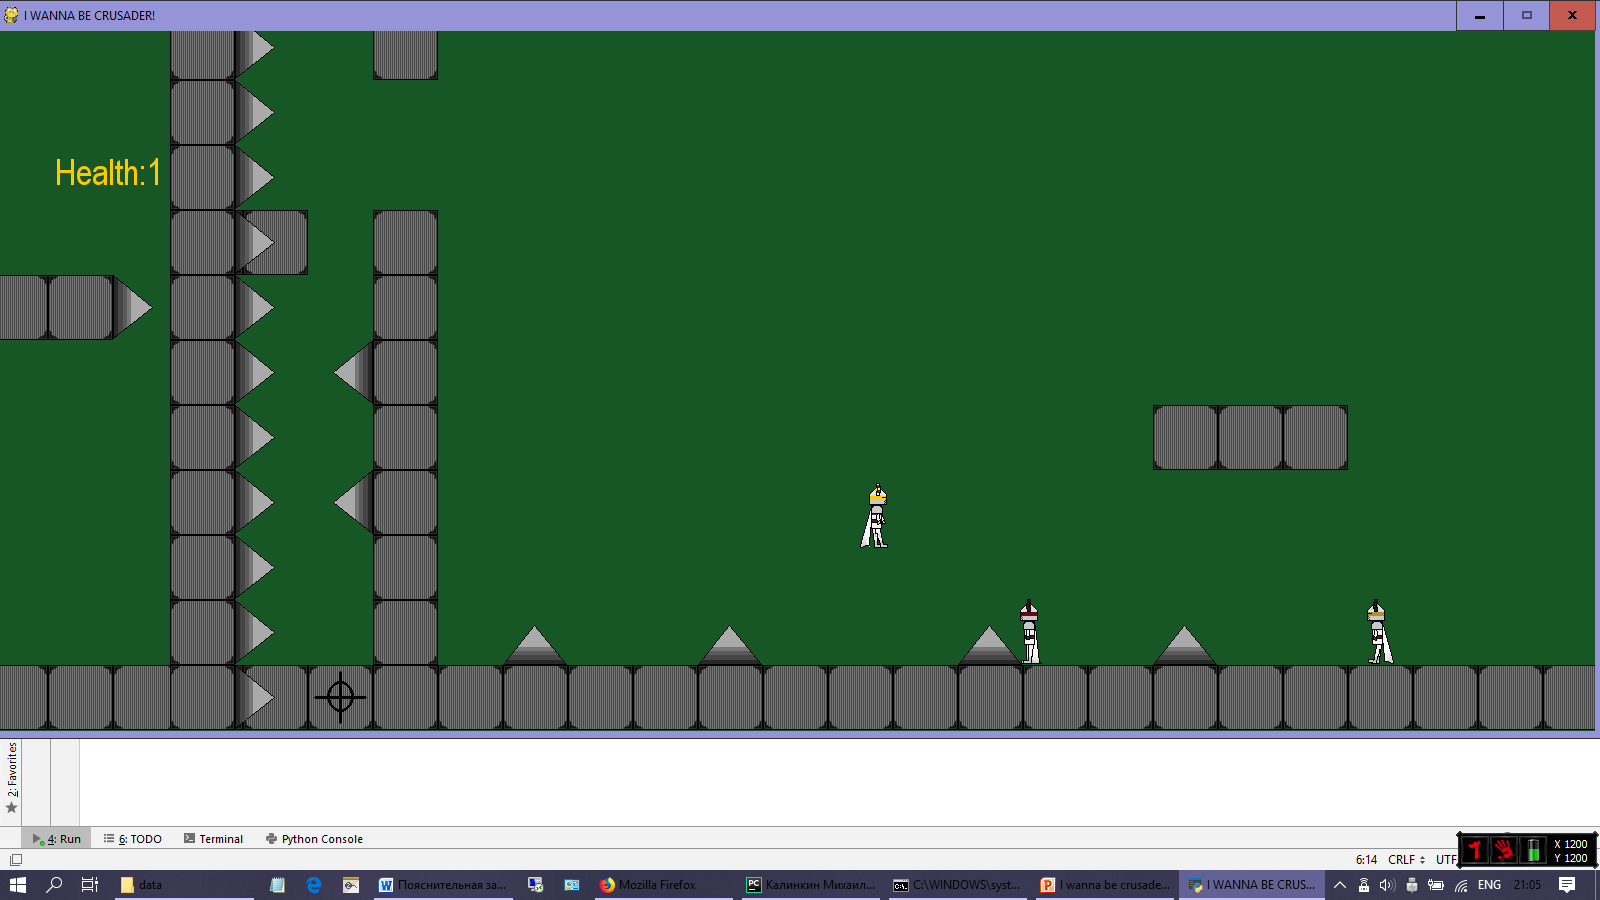 I WANNA BE CRUSADER!
Health:1
2: Favorites
4: Run
6: TODO
Terminal
Python Console
6:14 CRLF UTF
X 1200
Y 1200
data
Пояснительная за...
Mozilla Firefox
Калинкин Михаил...
C:\WINDOWS\syst...
I wanna be crusade...
I WANNA BE CRUS...
ENG
21:05